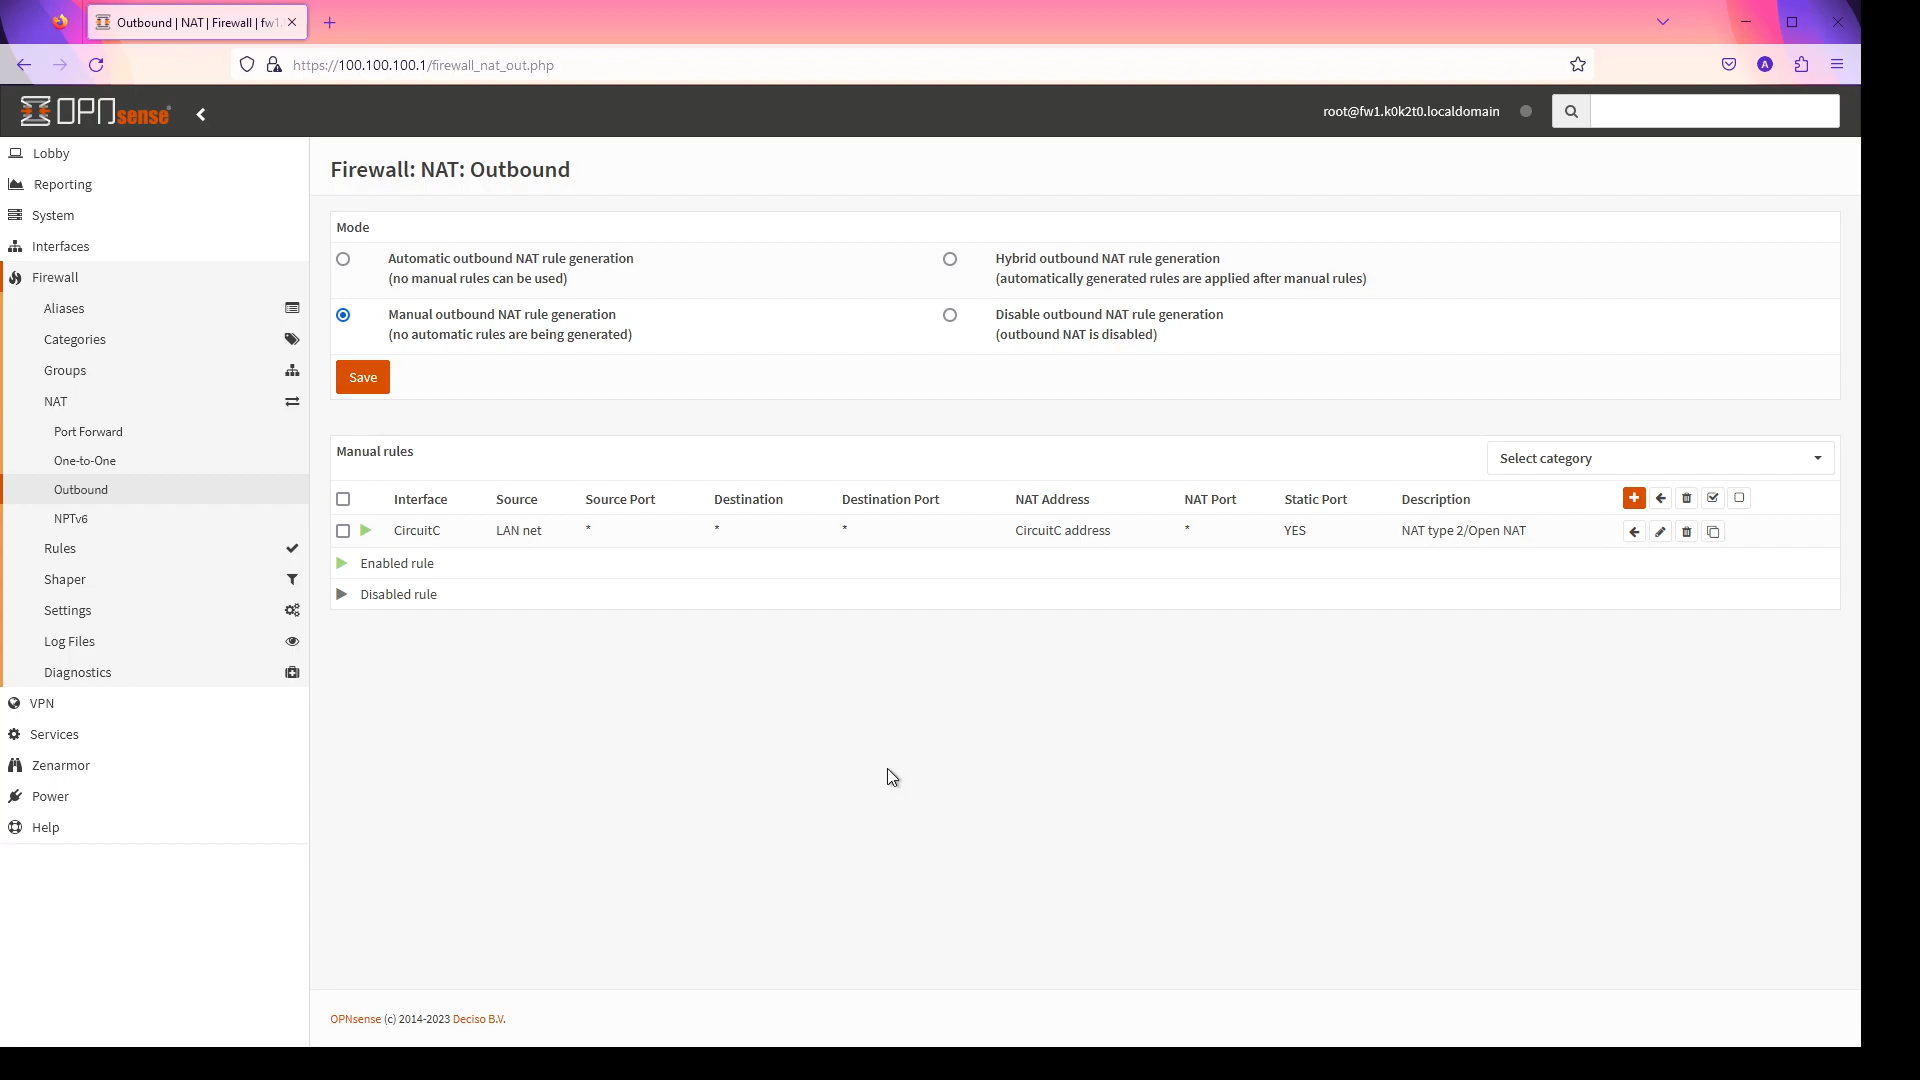 Outbound | NAT | Firewall | fw1
https://100.100.100.1/firewall_nat_out.php
A
OPNsense
root@fw1.k0k2t0.localdomain
Lobby
Reporting
System
Interfaces
Firewall
Aliases
Categories
Groups
NAT
Port Forward
One-to-One
Outbound
NPTv6
Rules
Shaper
Settings
Log Files
Diagnostics
VPN
Services
Zenarmor
Power
Help
Firewall: NAT: Outbound
Mode
Automatic outbound NAT rule generation
(no manual rules can be used)
Hybrid outbound NAT rule generation
(automatically generated rules are applied after manual rules)
Manual outbound NAT rule generation
(no automatic rules are being generated)
Disable outbound NAT rule generation
(outbound NAT is disabled)
Save
Manual rules
Select category
Interface Source Source Port Destination Destination Port NAT Address NAT Port Static Port Description
CircuitC LAN net * * * CircuitC address * YES NAT type 2/Open NAT
Enabled rule
Disabled rule
OPNsense (c) 2014-2023 Deciso B.V.